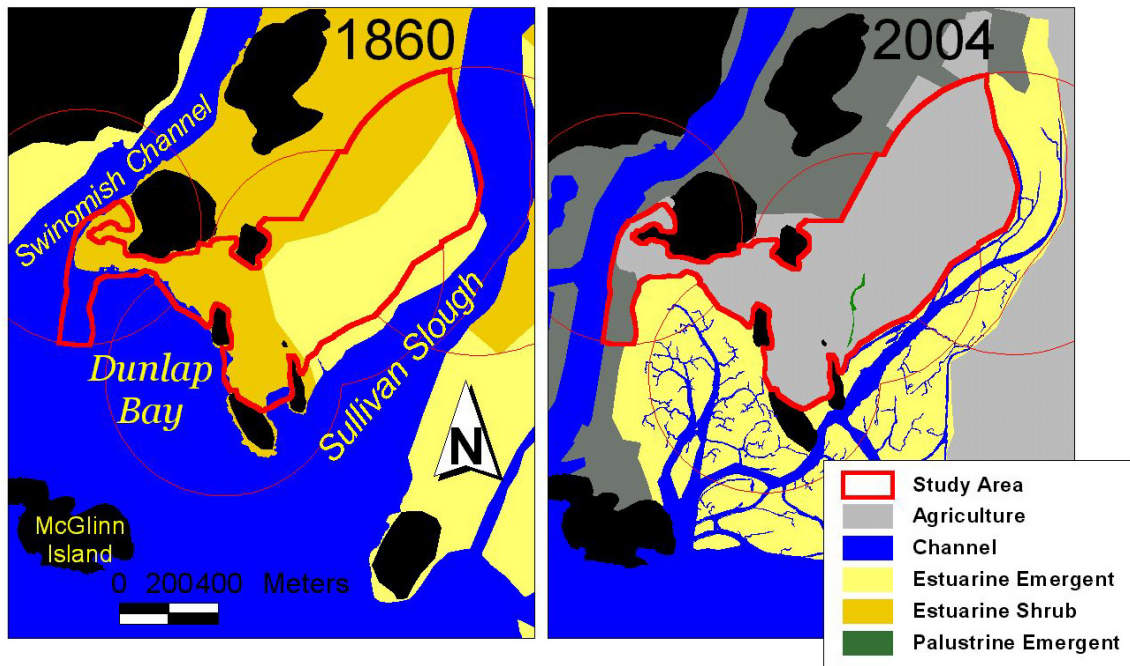 1860
Swinomish Channel
Dunlap
Bay
Sullivan Slough
N
McGlinn
Island
0 200400 Meters
2004
Study Area
Agriculture
Channel
Estuarine Emergent
Estuarine Shrub
Palustrine Emergent